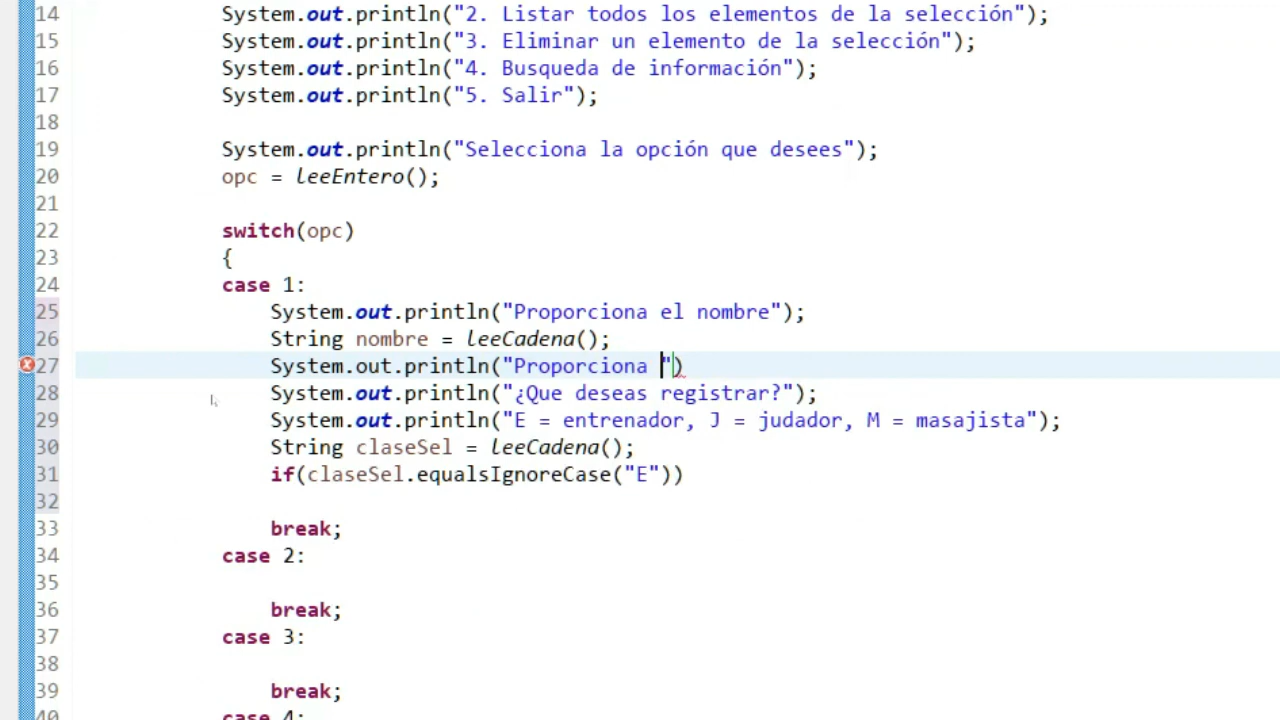 14 System.out.println("2. Listar todos los elementos de la selección");
15 System.out.println("3. Eliminar un elemento de la selección");
16 System.out.println("4. Busqueda de información");
17 System.out.println("5. Salir");
18
19 System.out.println("Selecciona la opción que desees");
20 opc = leeEntero();
21
22 switch(opc)
23 {
24 case 1:
25 System.out.println("Proporciona el nombre");
26 String nombre = leeCadena();
27 System.out.println("Proporciona ")
28 System.out.println("¿Que deseas registrar?");
29 System.out.println("E = entrenador, J = judador, M = masajista");
30 String claseSel = leeCadena();
31 if(claseSel.equalsIgnoreCase("E"))
32
33 break;
34 case 2:
35
36 break;
37 case 3:
38
39 break;
40 case 4: